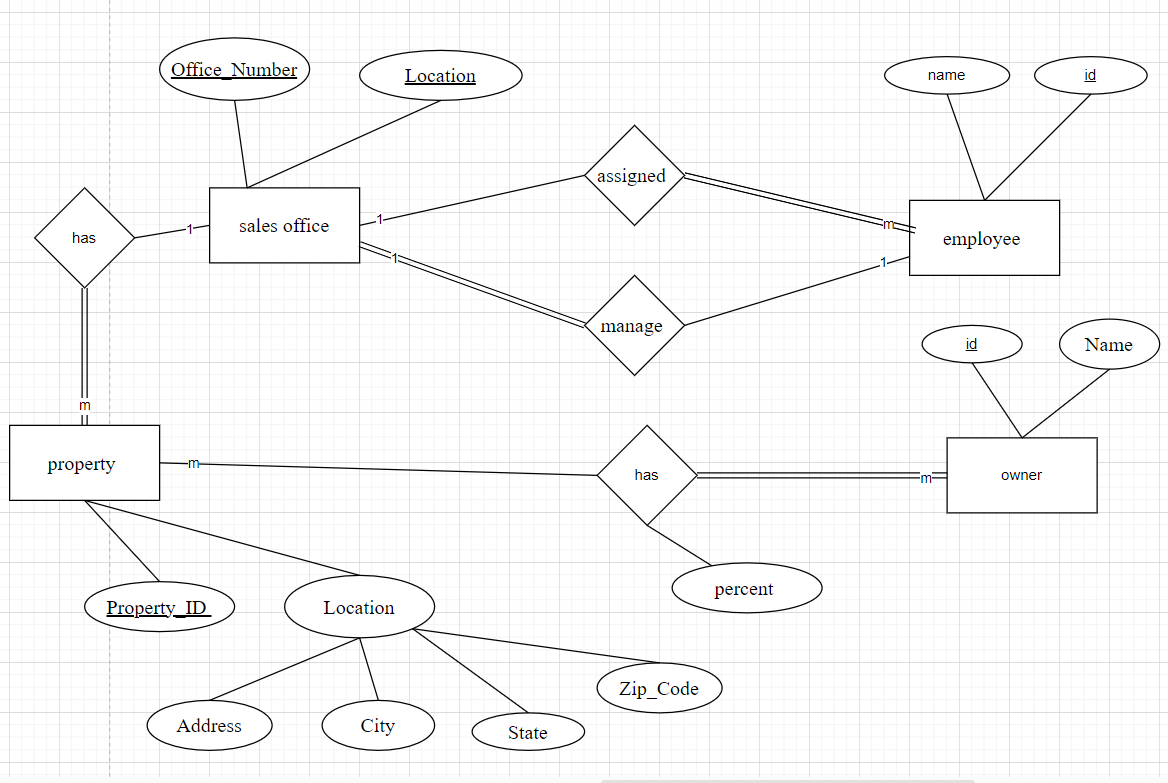 Office_Number
Location
name
id
assigned
has
1
sales office
1
m
employee
1
1
manage
id
Name
m
property
m
has
m
owner
percent
Property_ID
Location
Zip_Code
Address
City
State